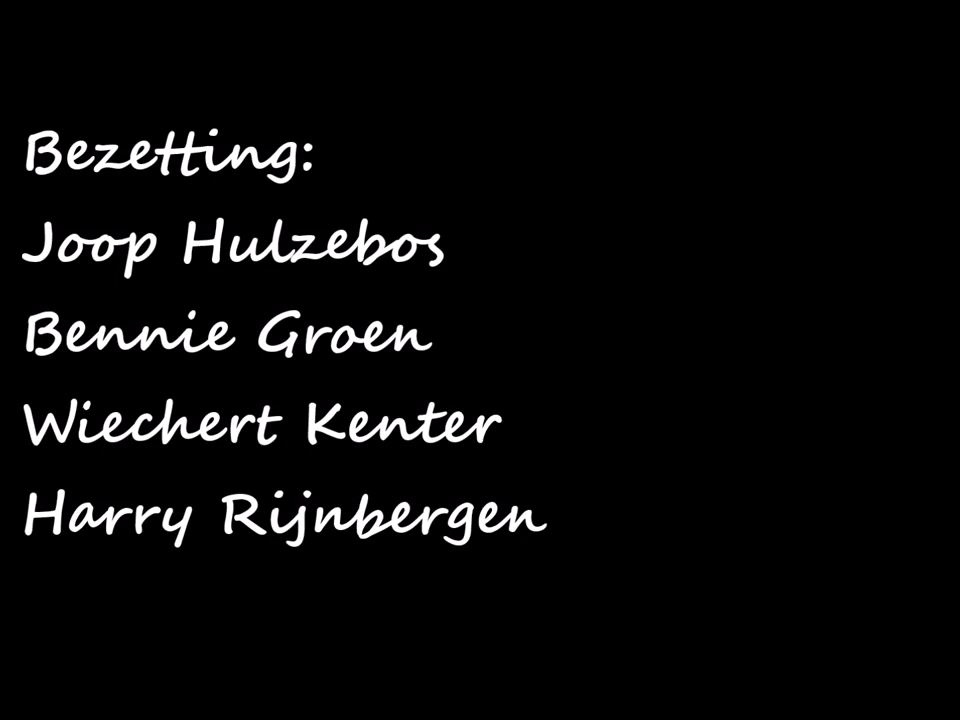 Bezetting:
Joop Hulzebos
Bennie Groen
Wiechert Kenter
Harry Rijnbergen